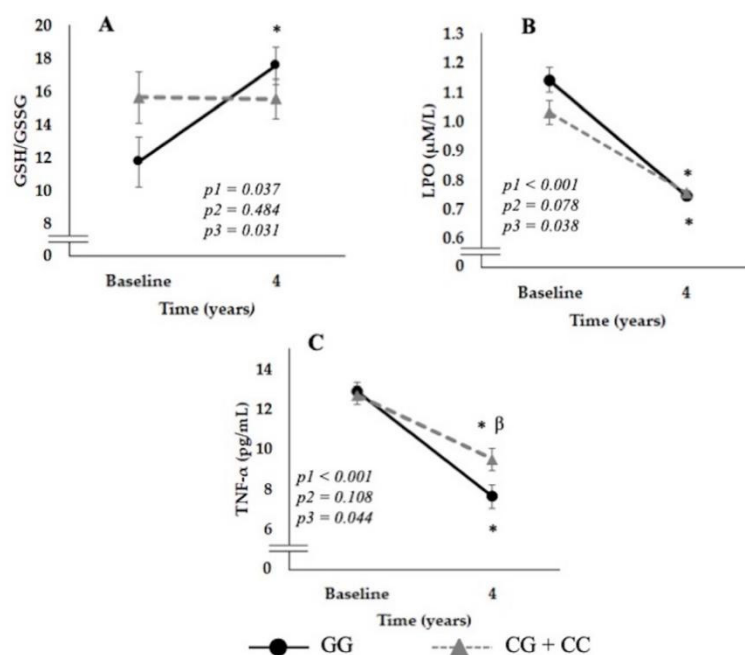 A
*
20
18
16
14
12
10
8
0
GSH/GSSG
p1 = 0.037
p2 = 0.484
p3 = 0.031
Baseline
4
Time (years)
B
1.3
1.2
1.1
1.0
0.9
0.8
0.7
0.6
0
LPO (μM/L)
p1 < 0.001
p2 = 0.078
p3 = 0.038
*
*
Baseline
4
Time (years)
C
14
12
10
8
6
0
TNF-α (pg/mL)
* β
p1 < 0.001
p2 = 0.108
p3 = 0.044
*
Baseline
4
Time (years)
GG
CG + CC